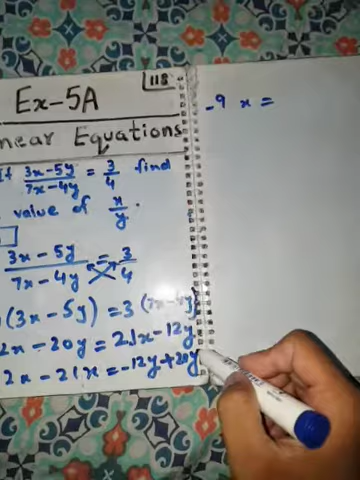 118
Ex-5A
near Equations
If 3x-5y/7x-4y = 3/4 find
value of x/y.
3x-5y/7x-4y = 3/4
(3x-5y) = 3 (7x-4y)
2x-20y = 21x-12y
2x-21x = -12y+20y
-9 x =